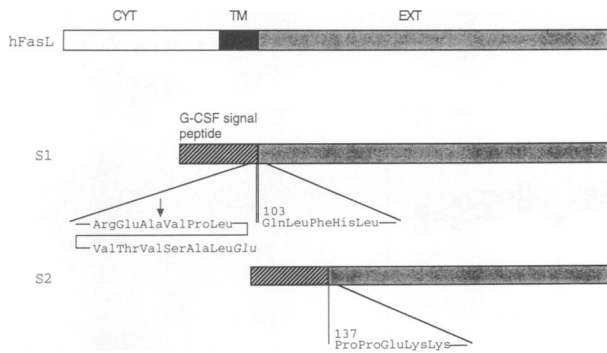 CYT TM EXT
hFasL
G-CSF signal
peptide
S1
103
ArgGluAlaValProLeu GlnLeuPheHisLeu
ValThrValSerAlaLeuGlu
S2
137
ProProGluLysLys